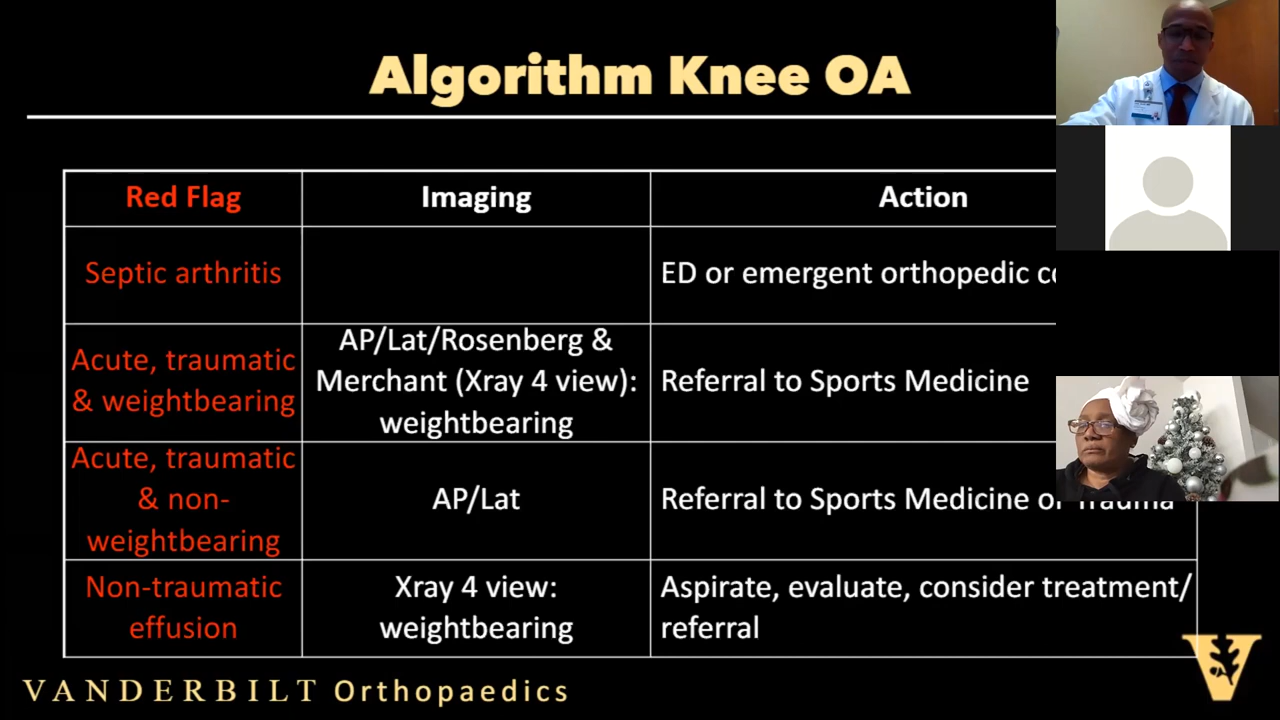 Algorithm Knee OA
Red Flag
Imaging
Action
Septic arthritis
ED or emergent orthopedic
Acute, traumatic
& weightbearing
AP/Lat/Rosenberg &
Merchant (Xray 4 view):
weightbearing
Referral to Sports Medicine
Acute, traumatic
& non-
weightbearing
AP/Lat
Referral to Sports Medicine or Trauma
Non-traumatic
effusion
Xray 4 view:
weightbearing
Aspirate, evaluate, consider treatment/
referral
VANDERBILT Orthopaedics
V